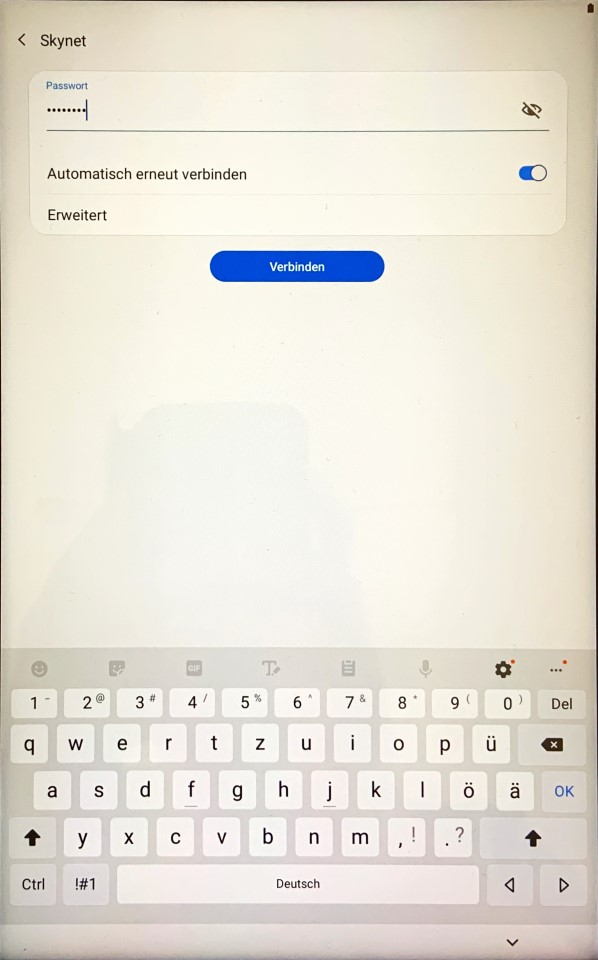 Skynet
Passwort
••••••••
Automatisch erneut verbinden
Erweitert
Verbinden
GIF
1 - 2 @ 3 # 4 / 5 % 6 ^ 7 & 8 * 9 ( 0 ) Del
q w e r t z u i o p ü
a s d f g h j k l ö ä OK
y x c v b n m , ! . ?
Ctrl !#1 Deutsch